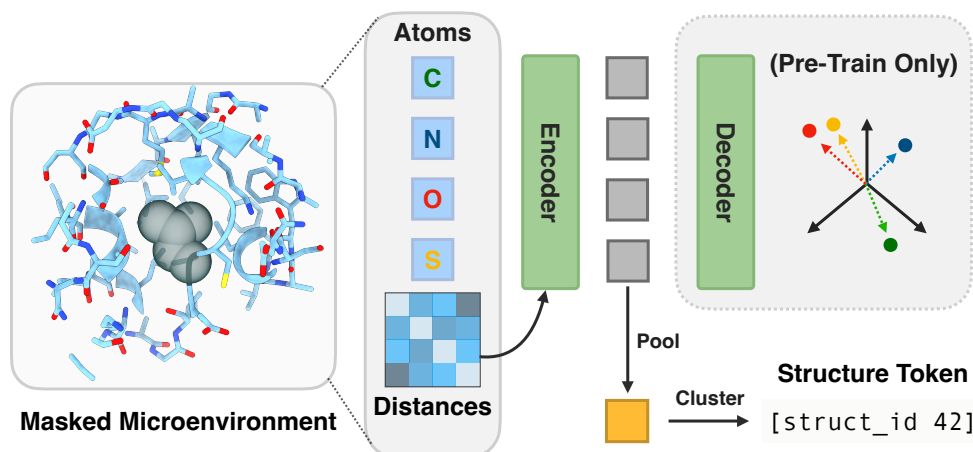 Atoms
C
N
O
S
Distances
Masked Microenvironment
Encoder
Decoder
(Pre-Train Only)
Pool
Cluster
Structure Token
[struct_id 42]